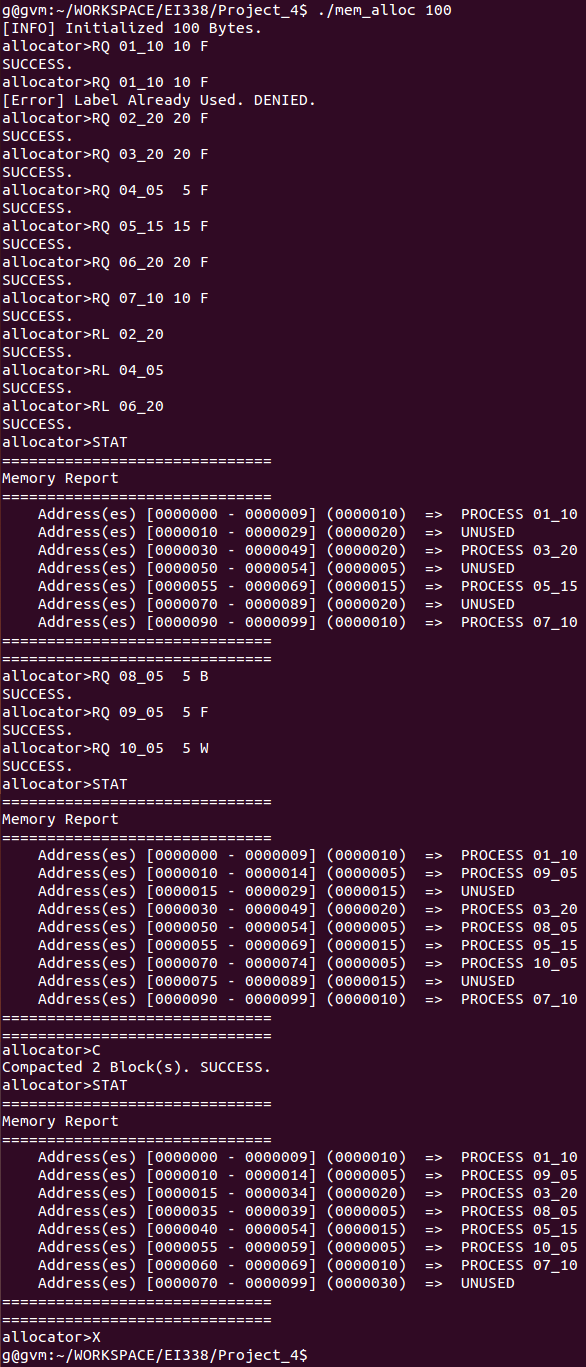 g@gvm:~/WORKSPACE/EI338/Project_4$ ./mem_alloc 100
[INFO] Initialized 100 Bytes.
allocator>RQ 01_10 10 F
SUCCESS.
allocator>RQ 01_10 10 F
[Error] Label Already Used. DENIED.
allocator>RQ 02_20 20 F
SUCCESS.
allocator>RQ 03_20 20 F
SUCCESS.
allocator>RQ 04_05  5 F
SUCCESS.
allocator>RQ 05_15 15 F
SUCCESS.
allocator>RQ 06_20 20 F
SUCCESS.
allocator>RQ 07_10 10 F
SUCCESS.
allocator>RL 02_20
SUCCESS.
allocator>RL 04_05
SUCCESS.
allocator>RL 06_20
SUCCESS.
allocator>STAT
==============================
Memory Report
==============================
    Address(es) [0000000 - 0000009] (0000010)  =>  PROCESS 01_10
    Address(es) [0000010 - 0000029] (0000020)  =>  UNUSED
    Address(es) [0000030 - 0000049] (0000020)  =>  PROCESS 03_20
    Address(es) [0000050 - 0000054] (0000005)  =>  UNUSED
    Address(es) [0000055 - 0000069] (0000015)  =>  PROCESS 05_15
    Address(es) [0000070 - 0000089] (0000020)  =>  UNUSED
    Address(es) [0000090 - 0000099] (0000010)  =>  PROCESS 07_10
==============================
==============================
allocator>RQ 08_05  5 B
SUCCESS.
allocator>RQ 09_05  5 F
SUCCESS.
allocator>RQ 10_05  5 W
SUCCESS.
allocator>STAT
==============================
Memory Report
==============================
    Address(es) [0000000 - 0000009] (0000010)  =>  PROCESS 01_10
    Address(es) [0000010 - 0000014] (0000005)  =>  PROCESS 09_05
    Address(es) [0000015 - 0000029] (0000015)  =>  UNUSED
    Address(es) [0000030 - 0000049] (0000020)  =>  PROCESS 03_20
    Address(es) [0000050 - 0000054] (0000005)  =>  PROCESS 08_05
    Address(es) [0000055 - 0000069] (0000015)  =>  PROCESS 05_15
    Address(es) [0000070 - 0000074] (0000005)  =>  PROCESS 10_05
    Address(es) [0000075 - 0000089] (0000015)  =>  UNUSED
    Address(es) [0000090 - 0000099] (0000010)  =>  PROCESS 07_10
==============================
==============================
allocator>C
Compacted 2 Block(s). SUCCESS.
allocator>STAT
==============================
Memory Report
==============================
    Address(es) [0000000 - 0000009] (0000010)  =>  PROCESS 01_10
    Address(es) [0000010 - 0000014] (0000005)  =>  PROCESS 09_05
    Address(es) [0000015 - 0000034] (0000020)  =>  PROCESS 03_20
    Address(es) [0000035 - 0000039] (0000005)  =>  PROCESS 08_05
    Address(es) [0000040 - 0000054] (0000015)  =>  PROCESS 05_15
    Address(es) [0000055 - 0000059] (0000005)  =>  PROCESS 10_05
    Address(es) [0000060 - 0000069] (0000010)  =>  PROCESS 07_10
    Address(es) [0000070 - 0000099] (0000030)  =>  UNUSED
==============================
==============================
allocator>X
g@gvm:~/WORKSPACE/EI338/Project_4$